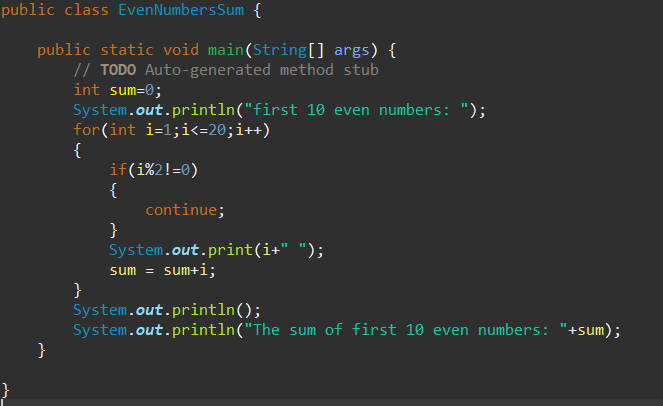 public class EvenNumbersSum {
public static void main(String[] args) {
// TODO Auto-generated method stub
int sum=0;
System.out.println("first 10 even numbers: ");
for(int i=1;i<=20;i++)
{
if(i%2!=0)
{
continue;
}
System.out.print(i+" ");
sum = sum+i;
}
System.out.println();
System.out.println("The sum of first 10 even numbers: "+sum);
}
}